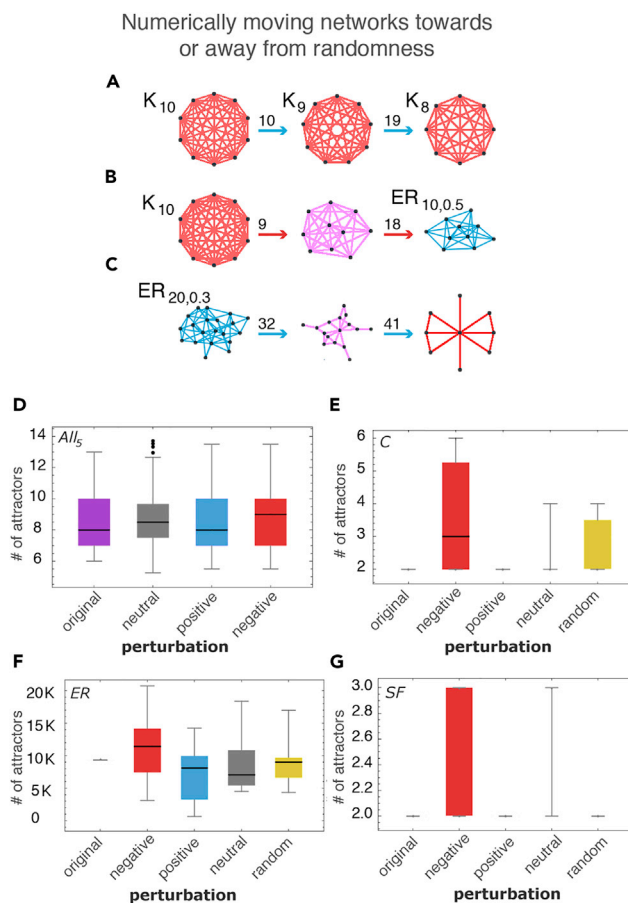 Numerically moving networks towards
or away from randomness
A
K10 10 K9 19 K8
B
K10 9 18 ER10,0.5
C
ER20,0.3 32 41
D
All5
# of attractors
14
12
10
8
6
original neutral positive negative
perturbation
E
C
# of attractors
6
5
4
3
2
original negative positive neutral random
perturbation
F
ER
# of attractors
20K
15K
10K
5K
0
original negative positive neutral random
perturbation
G
SF
# of attractors
3.0
2.8
2.6
2.4
2.2
2.0
original negative positive neutral random
perturbation